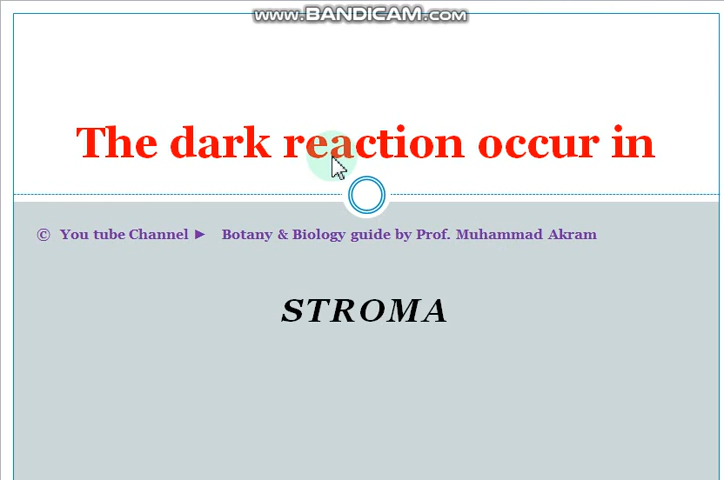 www.BANDICAM.com
The dark reaction occur in
© You tube Channel ► Botany & Biology guide by Prof. Muhammad Akram
STROMA